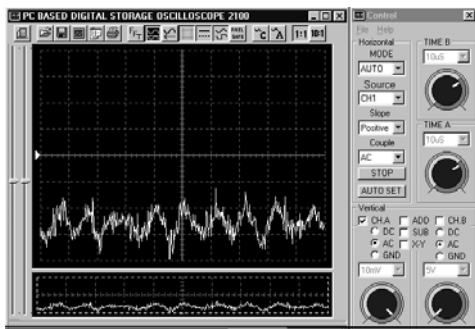 PC BASED DIGITAL STORAGE OSCILLOSCOPE 2100
1:1 10:1
Control
File Help
Horizontal
MODE
AUTO
Source
CH1
Slope
Positive
Couple
AC
STOP
AUTO SET
TIME B
10uS
TIME A
10uS
Vertical
CH.A ADD CH.B
DC SUB DC
AC X-Y AC
GND GND
10mV 5V